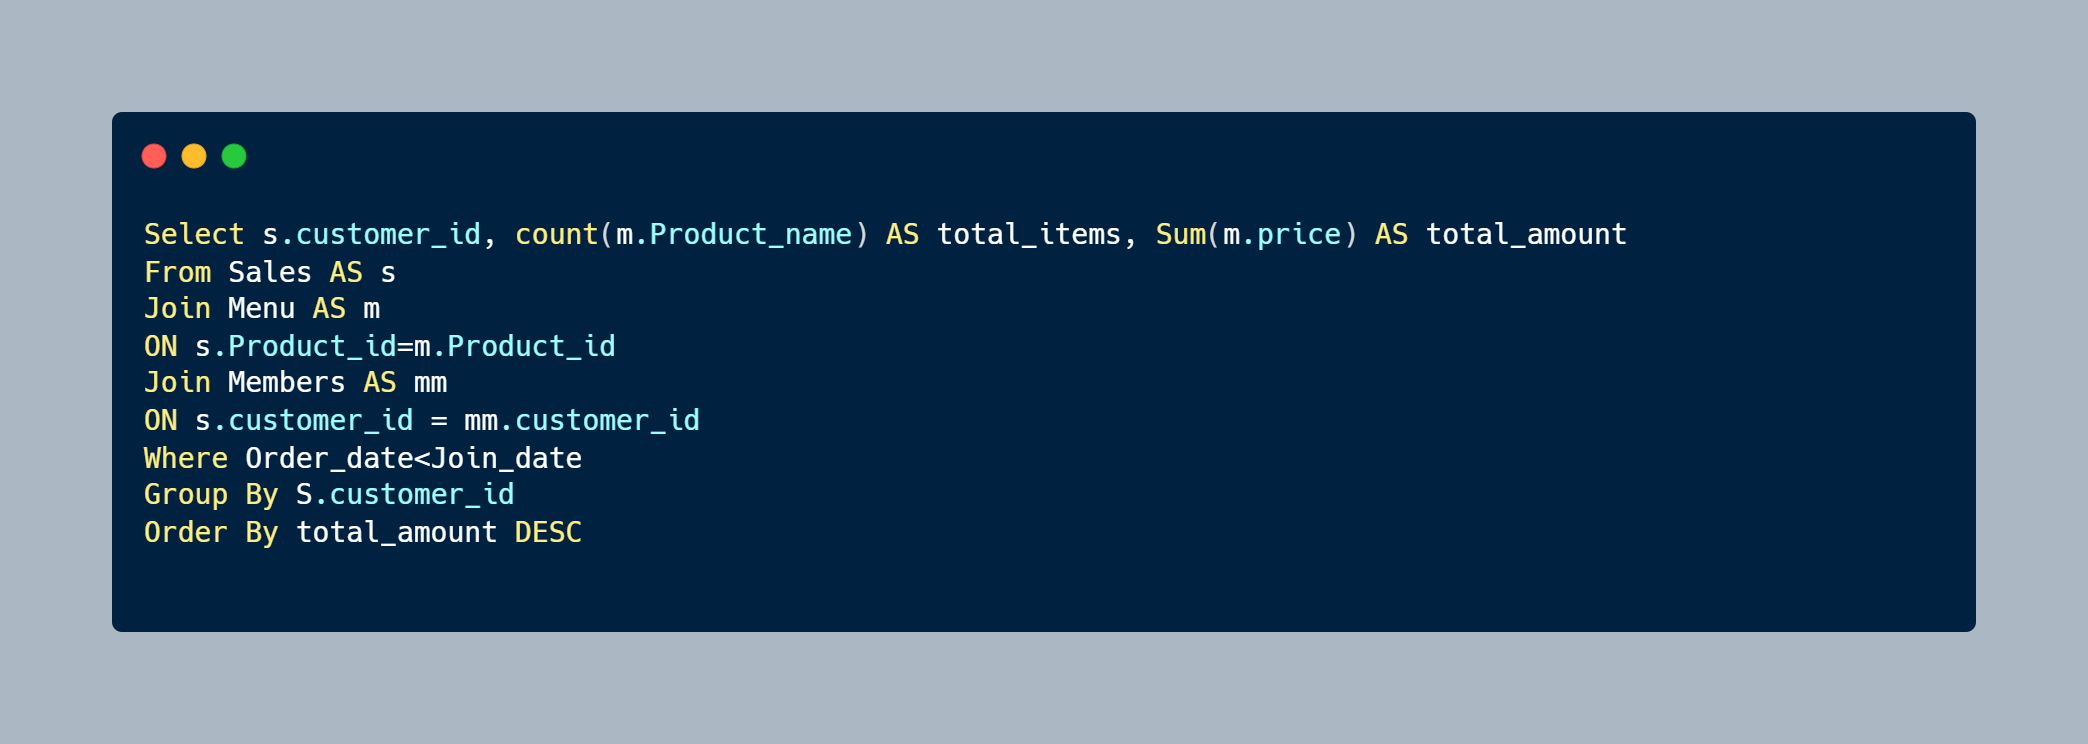 Select s.customer_id, count(m.Product_name) AS total_items, Sum(m.price) AS total_amount
From Sales AS s
Join Menu AS m
ON s.Product_id=m.Product_id
Join Members AS mm
ON s.customer_id = mm.customer_id
Where Order_date<Join_date
Group By S.customer_id
Order By total_amount DESC